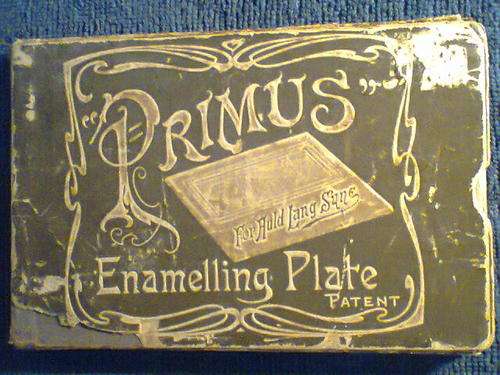 "PRIMUS"
For Auld Lang Syne
Enamelling Plate
PATENT